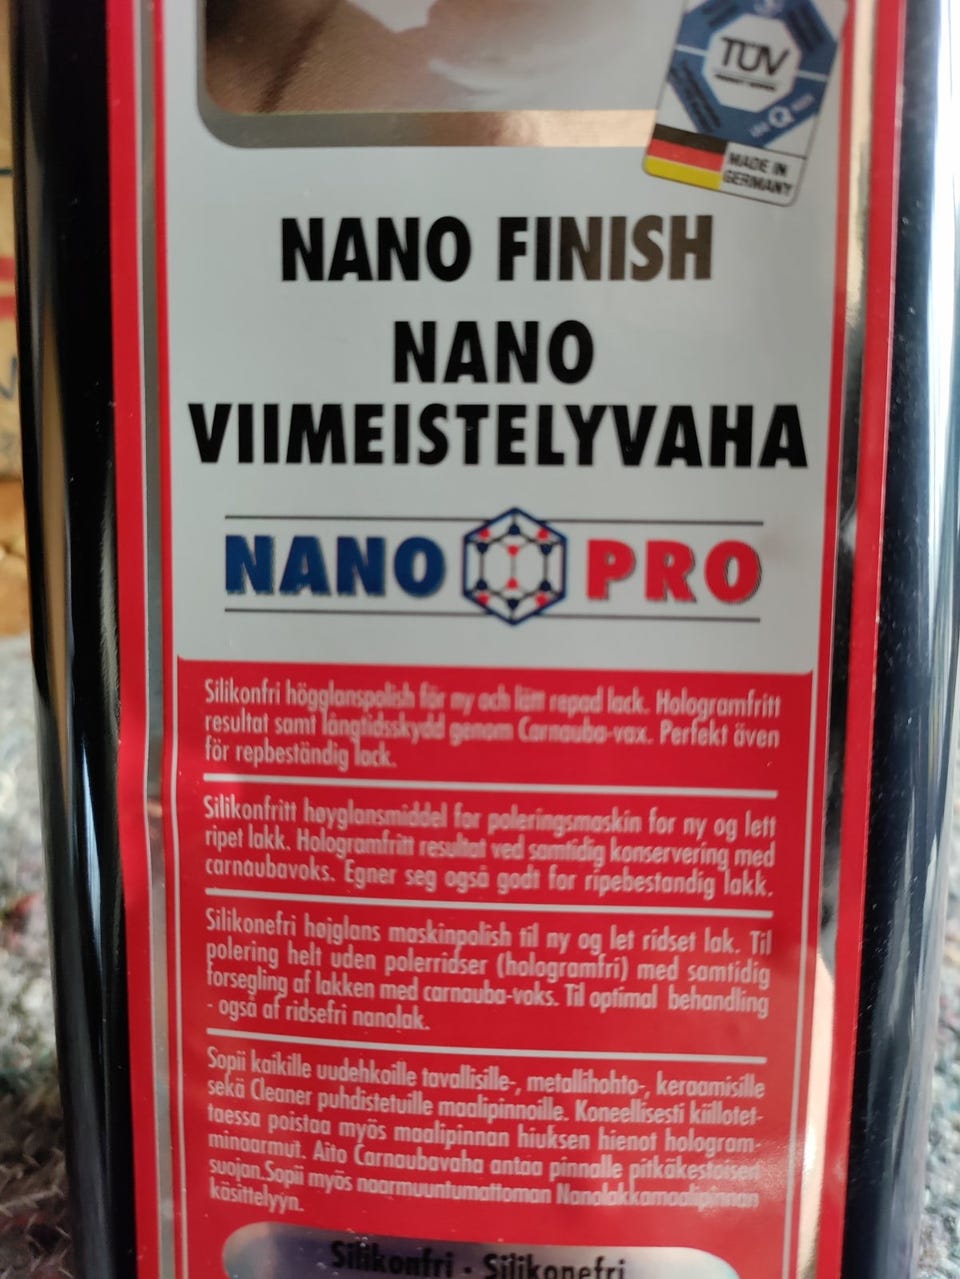 TÜV
MADE IN
GERMANY
NANO FINISH
NANO
VIIMEISTELYVAHA
NANO PRO
Silikonfri högglanspolish för ny och lätt repad lack. Hologramfritt
resultat samt långtidsskydd genom Carnauba-vax. Perfekt även
för repbeständig lack.
Silikonfritt høyglansmiddel for poleringsmaskin for ny og lett
ripet lakk. Hologramfritt resultat ved samtidig konservering med
carnaubavoks. Egner seg også godt for ripebestandig lakk.
Silikonefri højglans maskinpolish til ny og let ridset lak. Til
polering helt uden polerridser (hologramfri) med samtidig
forsegling af lakken med carnauba-voks. Til optimal behandling
- også af ridsefri nanolak.
Sopii kaikille uudehkoille tavallisille-, metallihohto-, keraamisille
sekä Cleaner puhdistetuille maalipinnoille. Koneellisesti kiillotet-
taessa poistaa myös maalipinnan hiuksen hienot hologram-
minaarmut. Aito Carnaubavaha antaa pinnalle pitkäkestoisen
suojan.Sopii myös naarmuuntumattoman Nanolakkamaalipinnan
käsittelyyn.
Silikonfri · Silikonefri